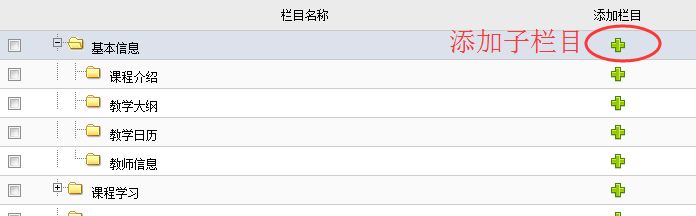 栏目名称 添加栏目
基本信息 添加子栏目
课程介绍
教学大纲
教学日历
教师信息
课程学习